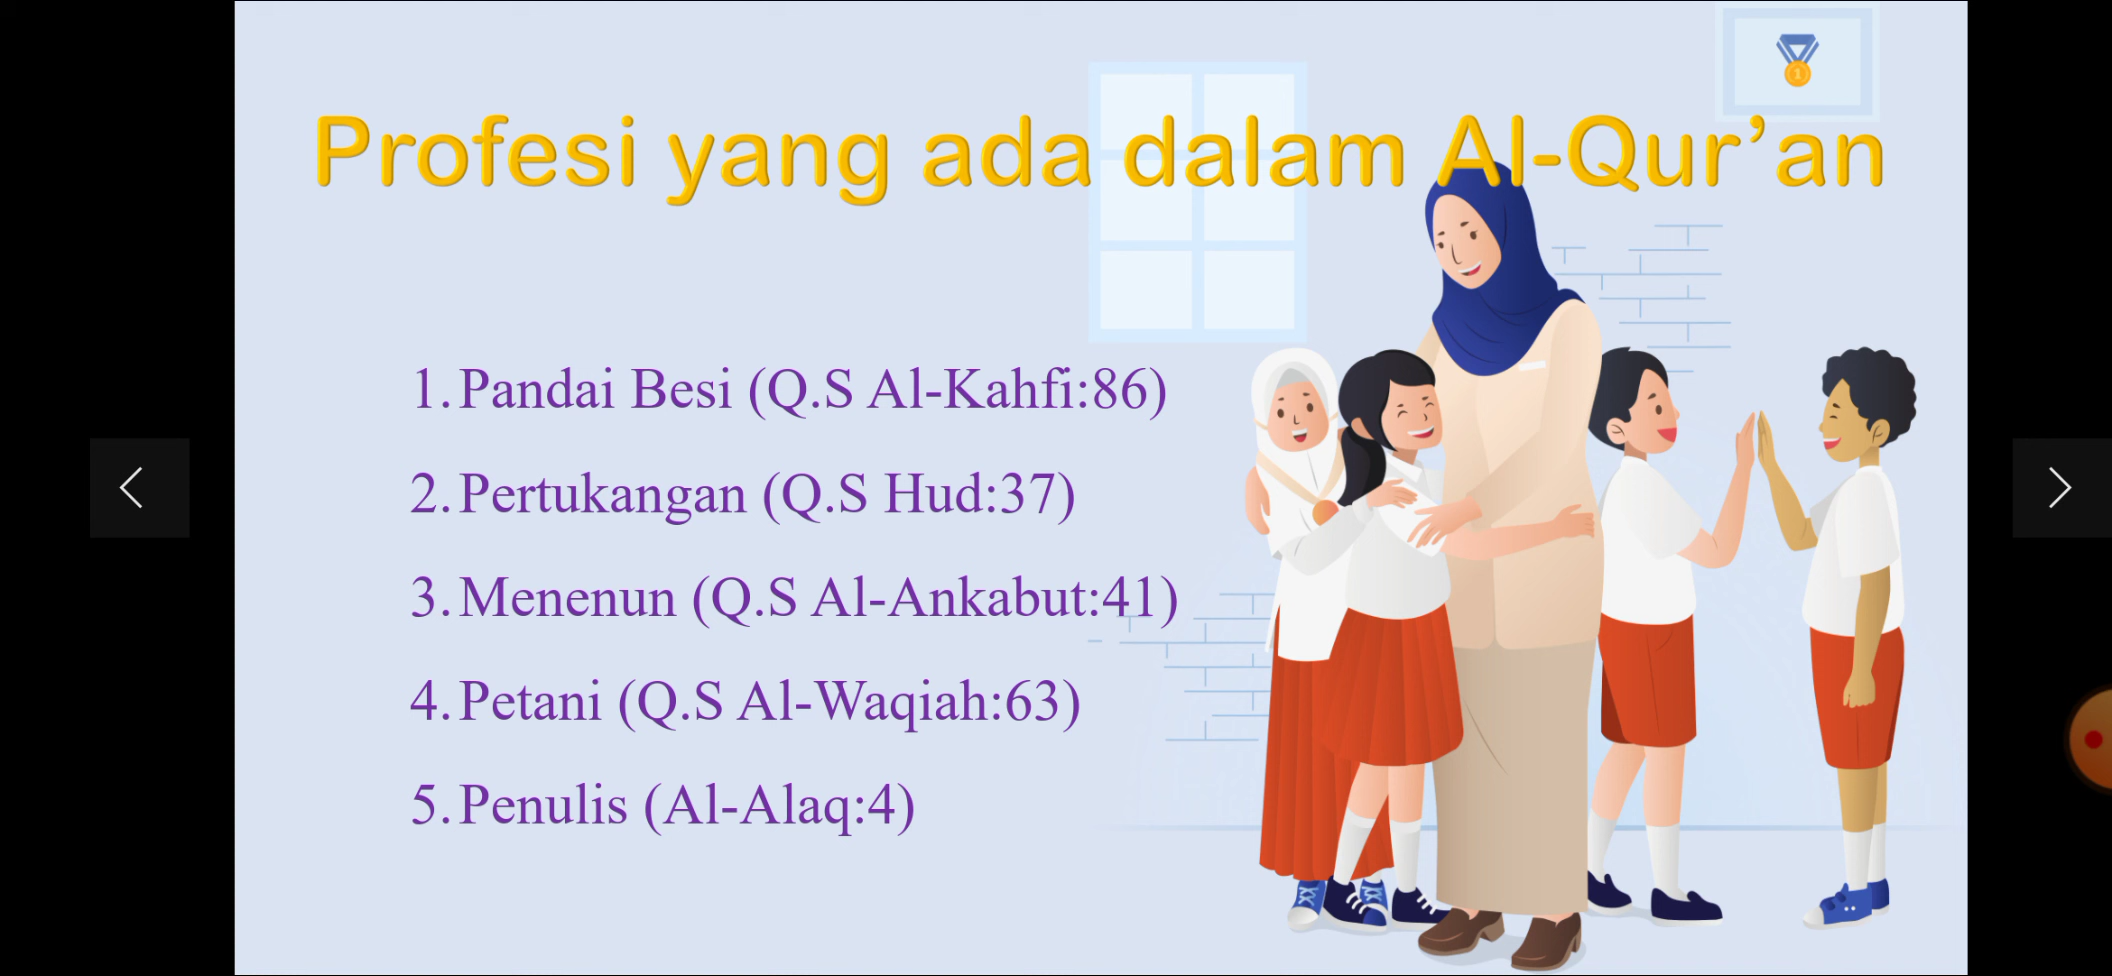 Profesi yang ada dalam Al-Qur’an
1. Pandai Besi (Q.S Al-Kahfi:86)
2. Pertukangan (Q.S Hud:37)
3. Menenun (Q.S Al-Ankabut:41)
4. Petani (Q.S Al-Waqiah:63)
5. Penulis (Al-Alaq:4)
1